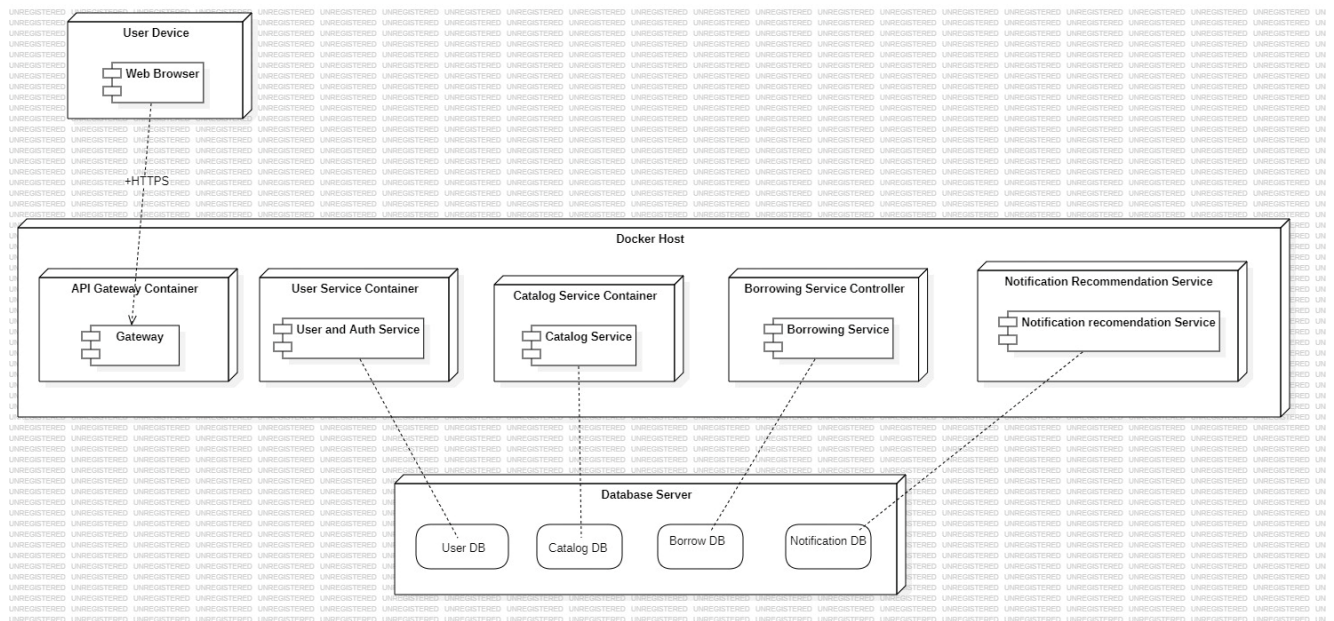 User Device
Web Browser
+HTTPS
Docker Host
API Gateway Container
User Service Container
Catalog Service Container
Borrowing Service Controller
Notification Recommendation Service
Gateway
User and Auth Service
Catalog Service
Borrowing Service
Notification recomendation Service
Database Server
User DB
Catalog DB
Borrow DB
Notification DB
UNREGISTERED